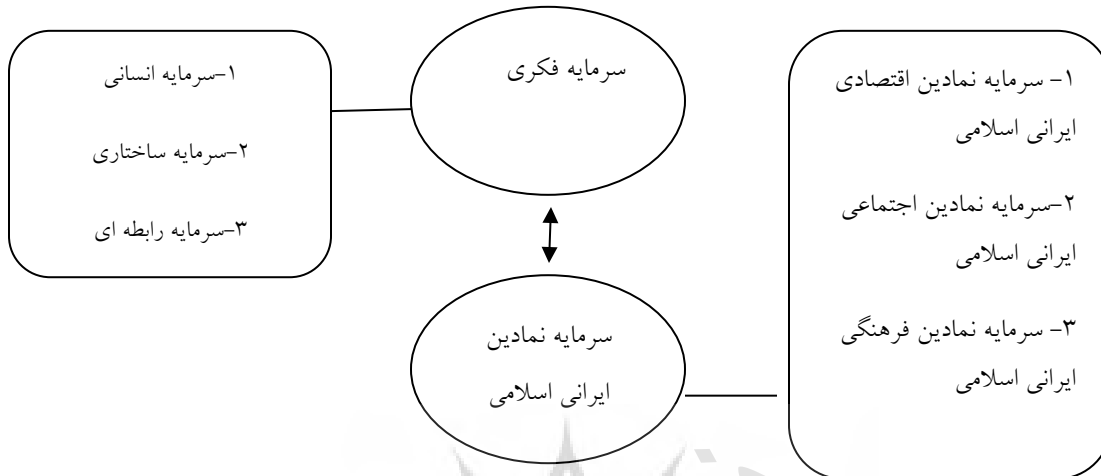 سرمایه فکری
۱-سرمایه انسانی
۲-سرمایه ساختاری
۳-سرمایه رابطه ای
سرمایه نمادین
ایرانی اسلامی
۱- سرمایه نمادین اقتصادی
ایرانی اسلامی
۲-سرمایه نمادین اجتماعی
ایرانی اسلامی
۳- سرمایه نمادین فرهنگی
ایرانی اسلامی